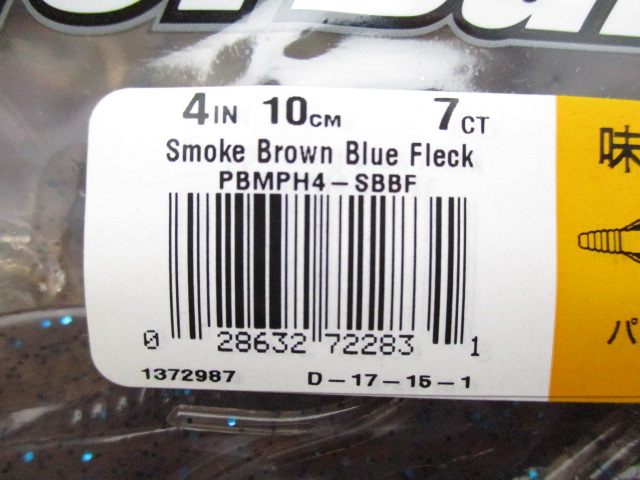 4IN 10CM 7CT
Smoke Brown Blue Fleck
PBMPH4-SBBF
0 28632 72283 1
1372987 D-17-15-1
味
パ